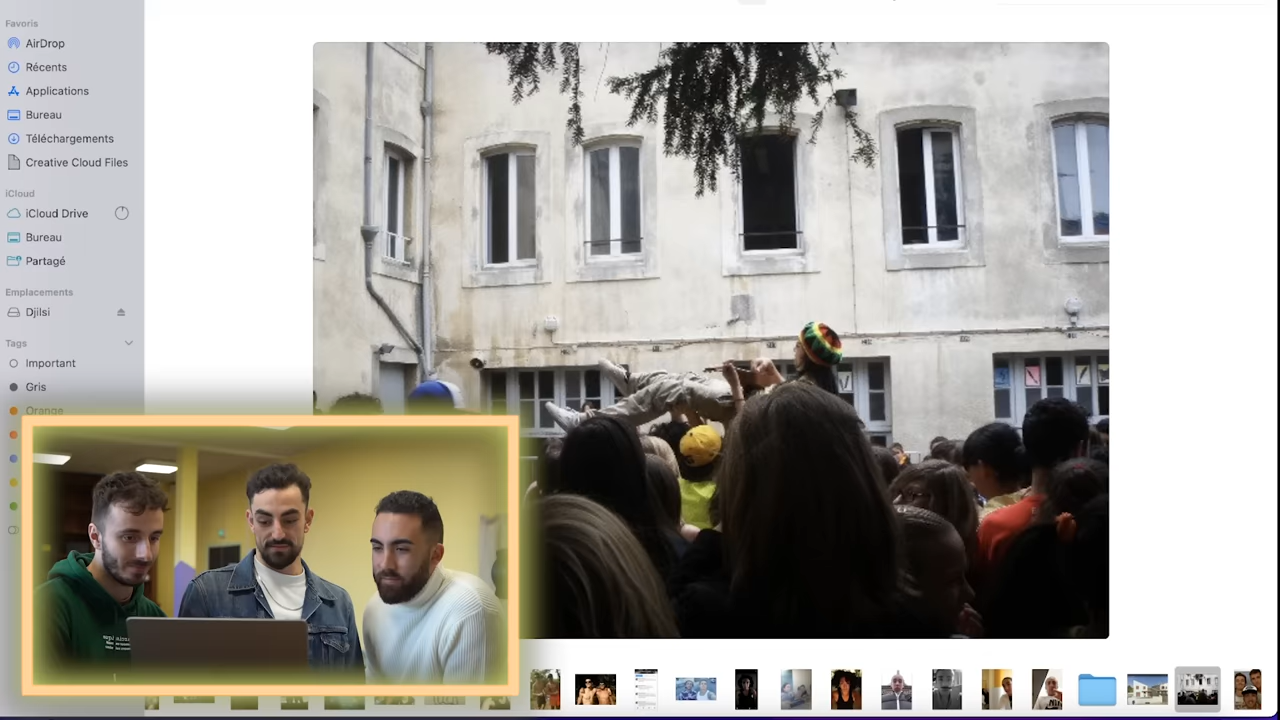 Favoris
AirDrop
Récents
Applications
Bureau
Téléchargements
Creative Cloud Files
iCloud
iCloud Drive
Bureau
Partagé
Emplacements
Djilsi
Tags
Important
Gris
Orange